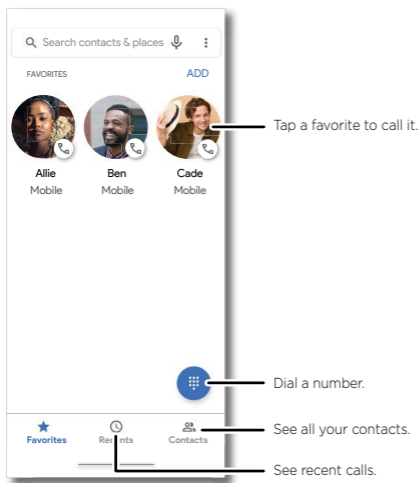 Search contacts & places
FAVORITES ADD
Tap a favorite to call it.
Allie Ben Cade
Mobile Mobile Mobile
Dial a number.
Favorites Recents Contacts
See all your contacts.
See recent calls.